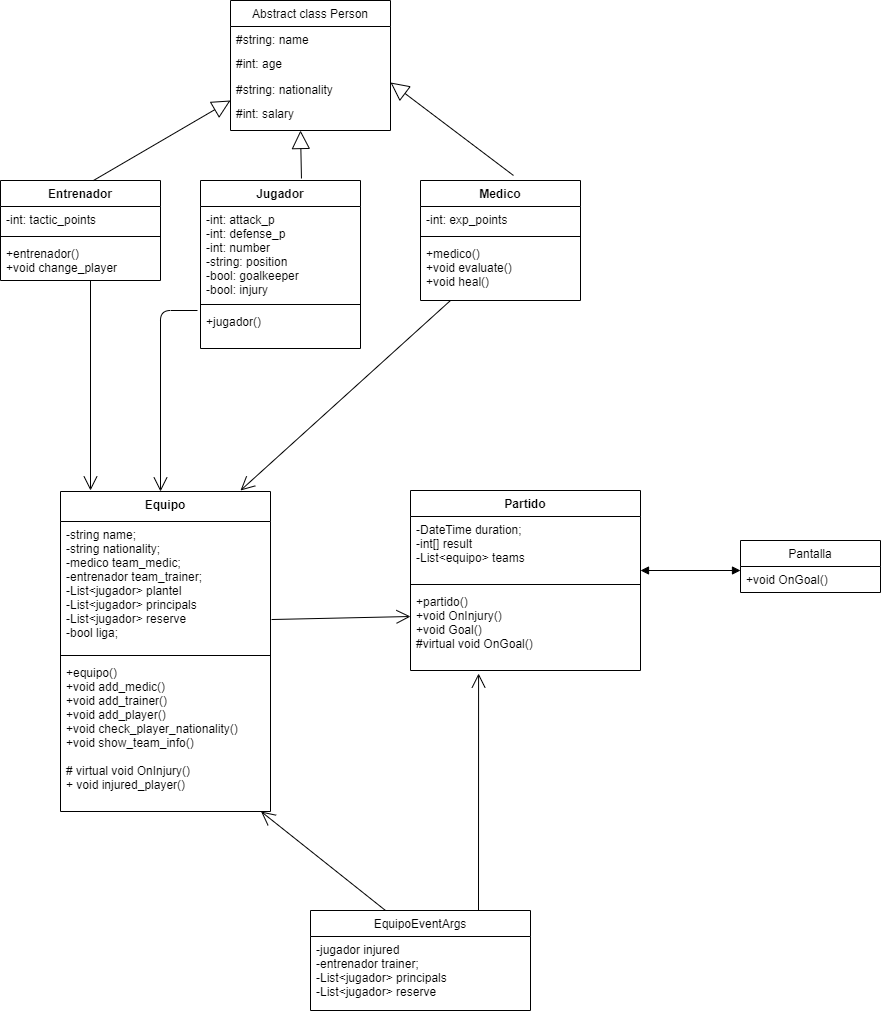 Abstract class Person
#string: name
#int: age
#string: nationality
#int: salary
Entrenador
-int: tactic_points
+entrenador()
+void change_player
Jugador
-int: attack_p
-int: defense_p
-int: number
-string: position
-bool: goalkeeper
-bool: injury
+jugador()
Medico
-int: exp_points
+medico()
+void evaluate()
+void heal()
Equipo
-string name;
-string nationality;
-medico team_medic;
-entrenador team_trainer;
-List<jugador> plantel
-List<jugador> principals
-List<jugador> reserve
-bool liga;
+equipo()
+void add_medic()
+void add_trainer()
+void add_player()
+void check_player_nationality()
+void show_team_info()
# virtual void OnInjury()
+ void injured_player()
Partido
-DateTime duration;
-int[] result
-List<equipo> teams
+partido()
+void OnInjury()
+void Goal()
#virtual void OnGoal()
Pantalla
+void OnGoal()
EquipoEventArgs
-jugador injured
-entrenador trainer;
-List<jugador> principals
-List<jugador> reserve